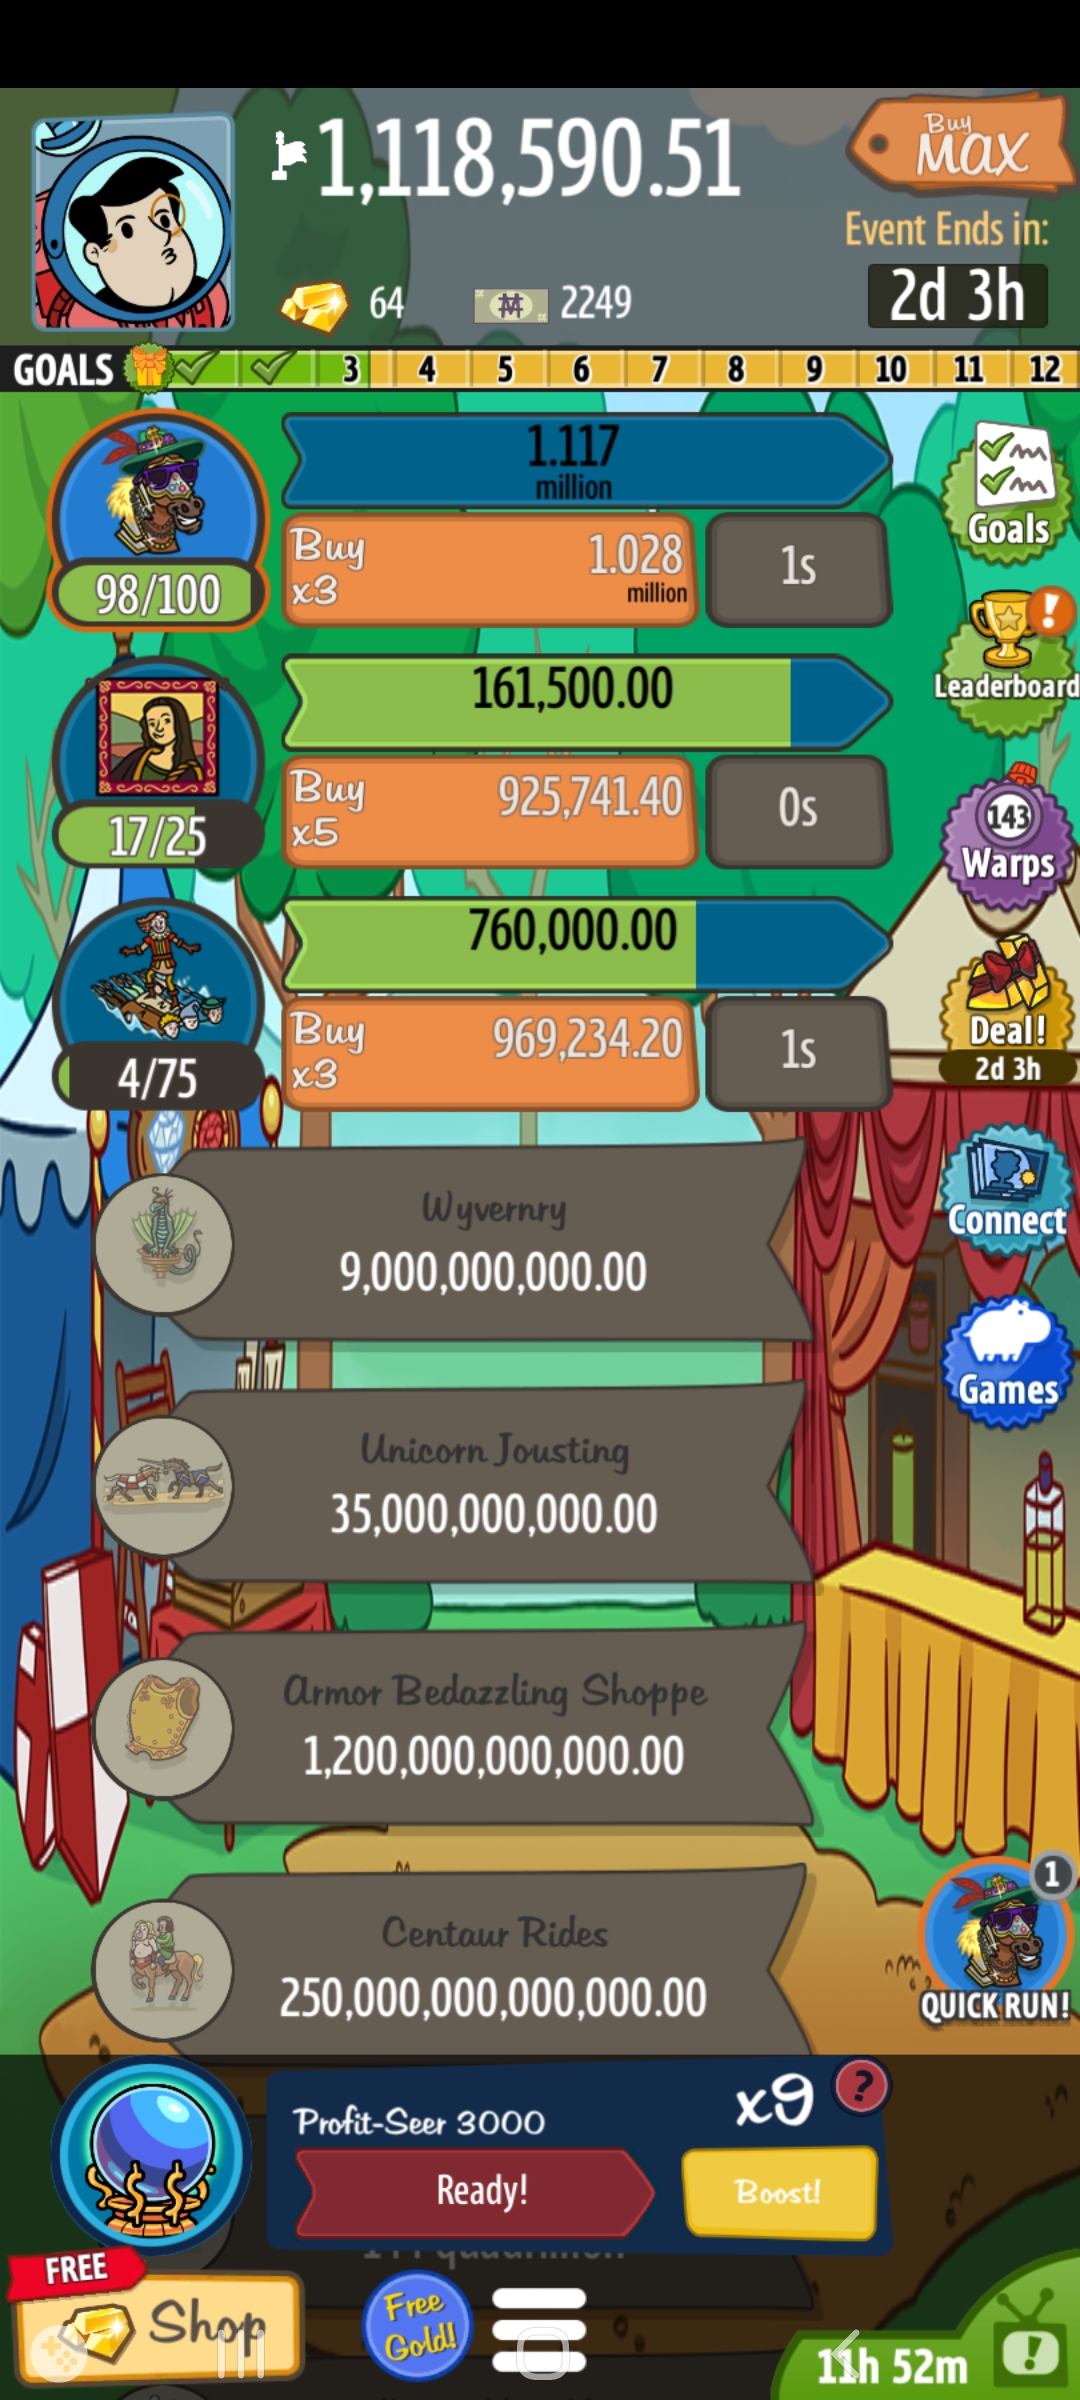 1,118,590.51
Buy
MAX
Event Ends in:
2d 3h
64
2249
GOALS 3 4 5 6 7 8 9 10 11 12
1.117
million
Buy
x3
1.028
million
1s
98/100
Goals
161,500.00
Leaderboard
Buy
x5
925,741.40
0s
17/25
143
Warps
760,000.00
Buy
x3
969,234.20
1s
4/75
Deal!
2d 3h
Wyvernry
9,000,000,000.00
Connect
Unicorn Jousting
35,000,000,000.00
Games
Armor Bedazzling Shoppe
1,200,000,000,000.00
Centaur Rides
250,000,000,000,000.00
1
QUICK RUN!
Profit-Seer 3000
x9
?
Ready!
Boost!
FREE
Shop
Free
Gold!
11h 52m